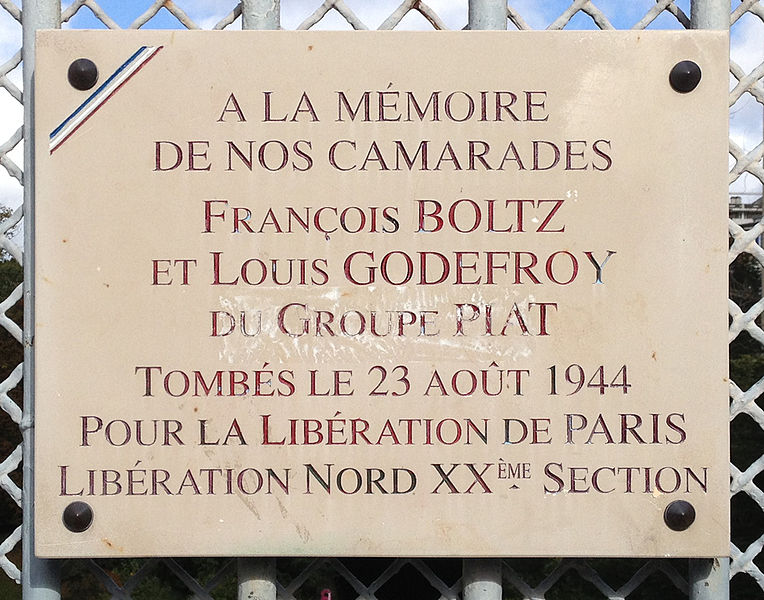 A LA MÉMOIRE
DE NOS CAMARADES
FRANÇOIS BOLTZ
ET LOUIS GODEFROY
DU GROUPE PIAT
TOMBÉS LE 23 AOÛT 1944
POUR LA LIBÉRATION DE PARIS
LIBÉRATION NORD XXÈME SECTION